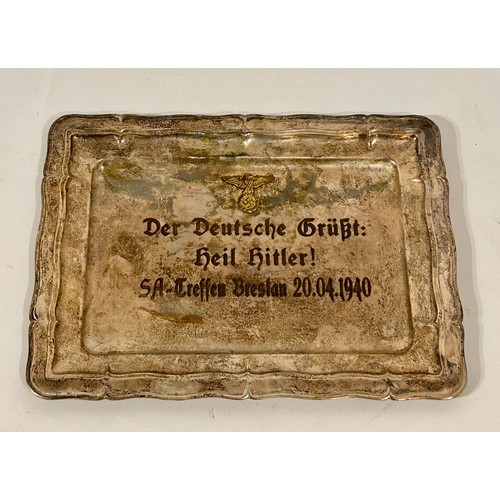 Der Deutsche Grüßt:
Heil Hitler!
SA-Treffen Breslau 20.04.1940